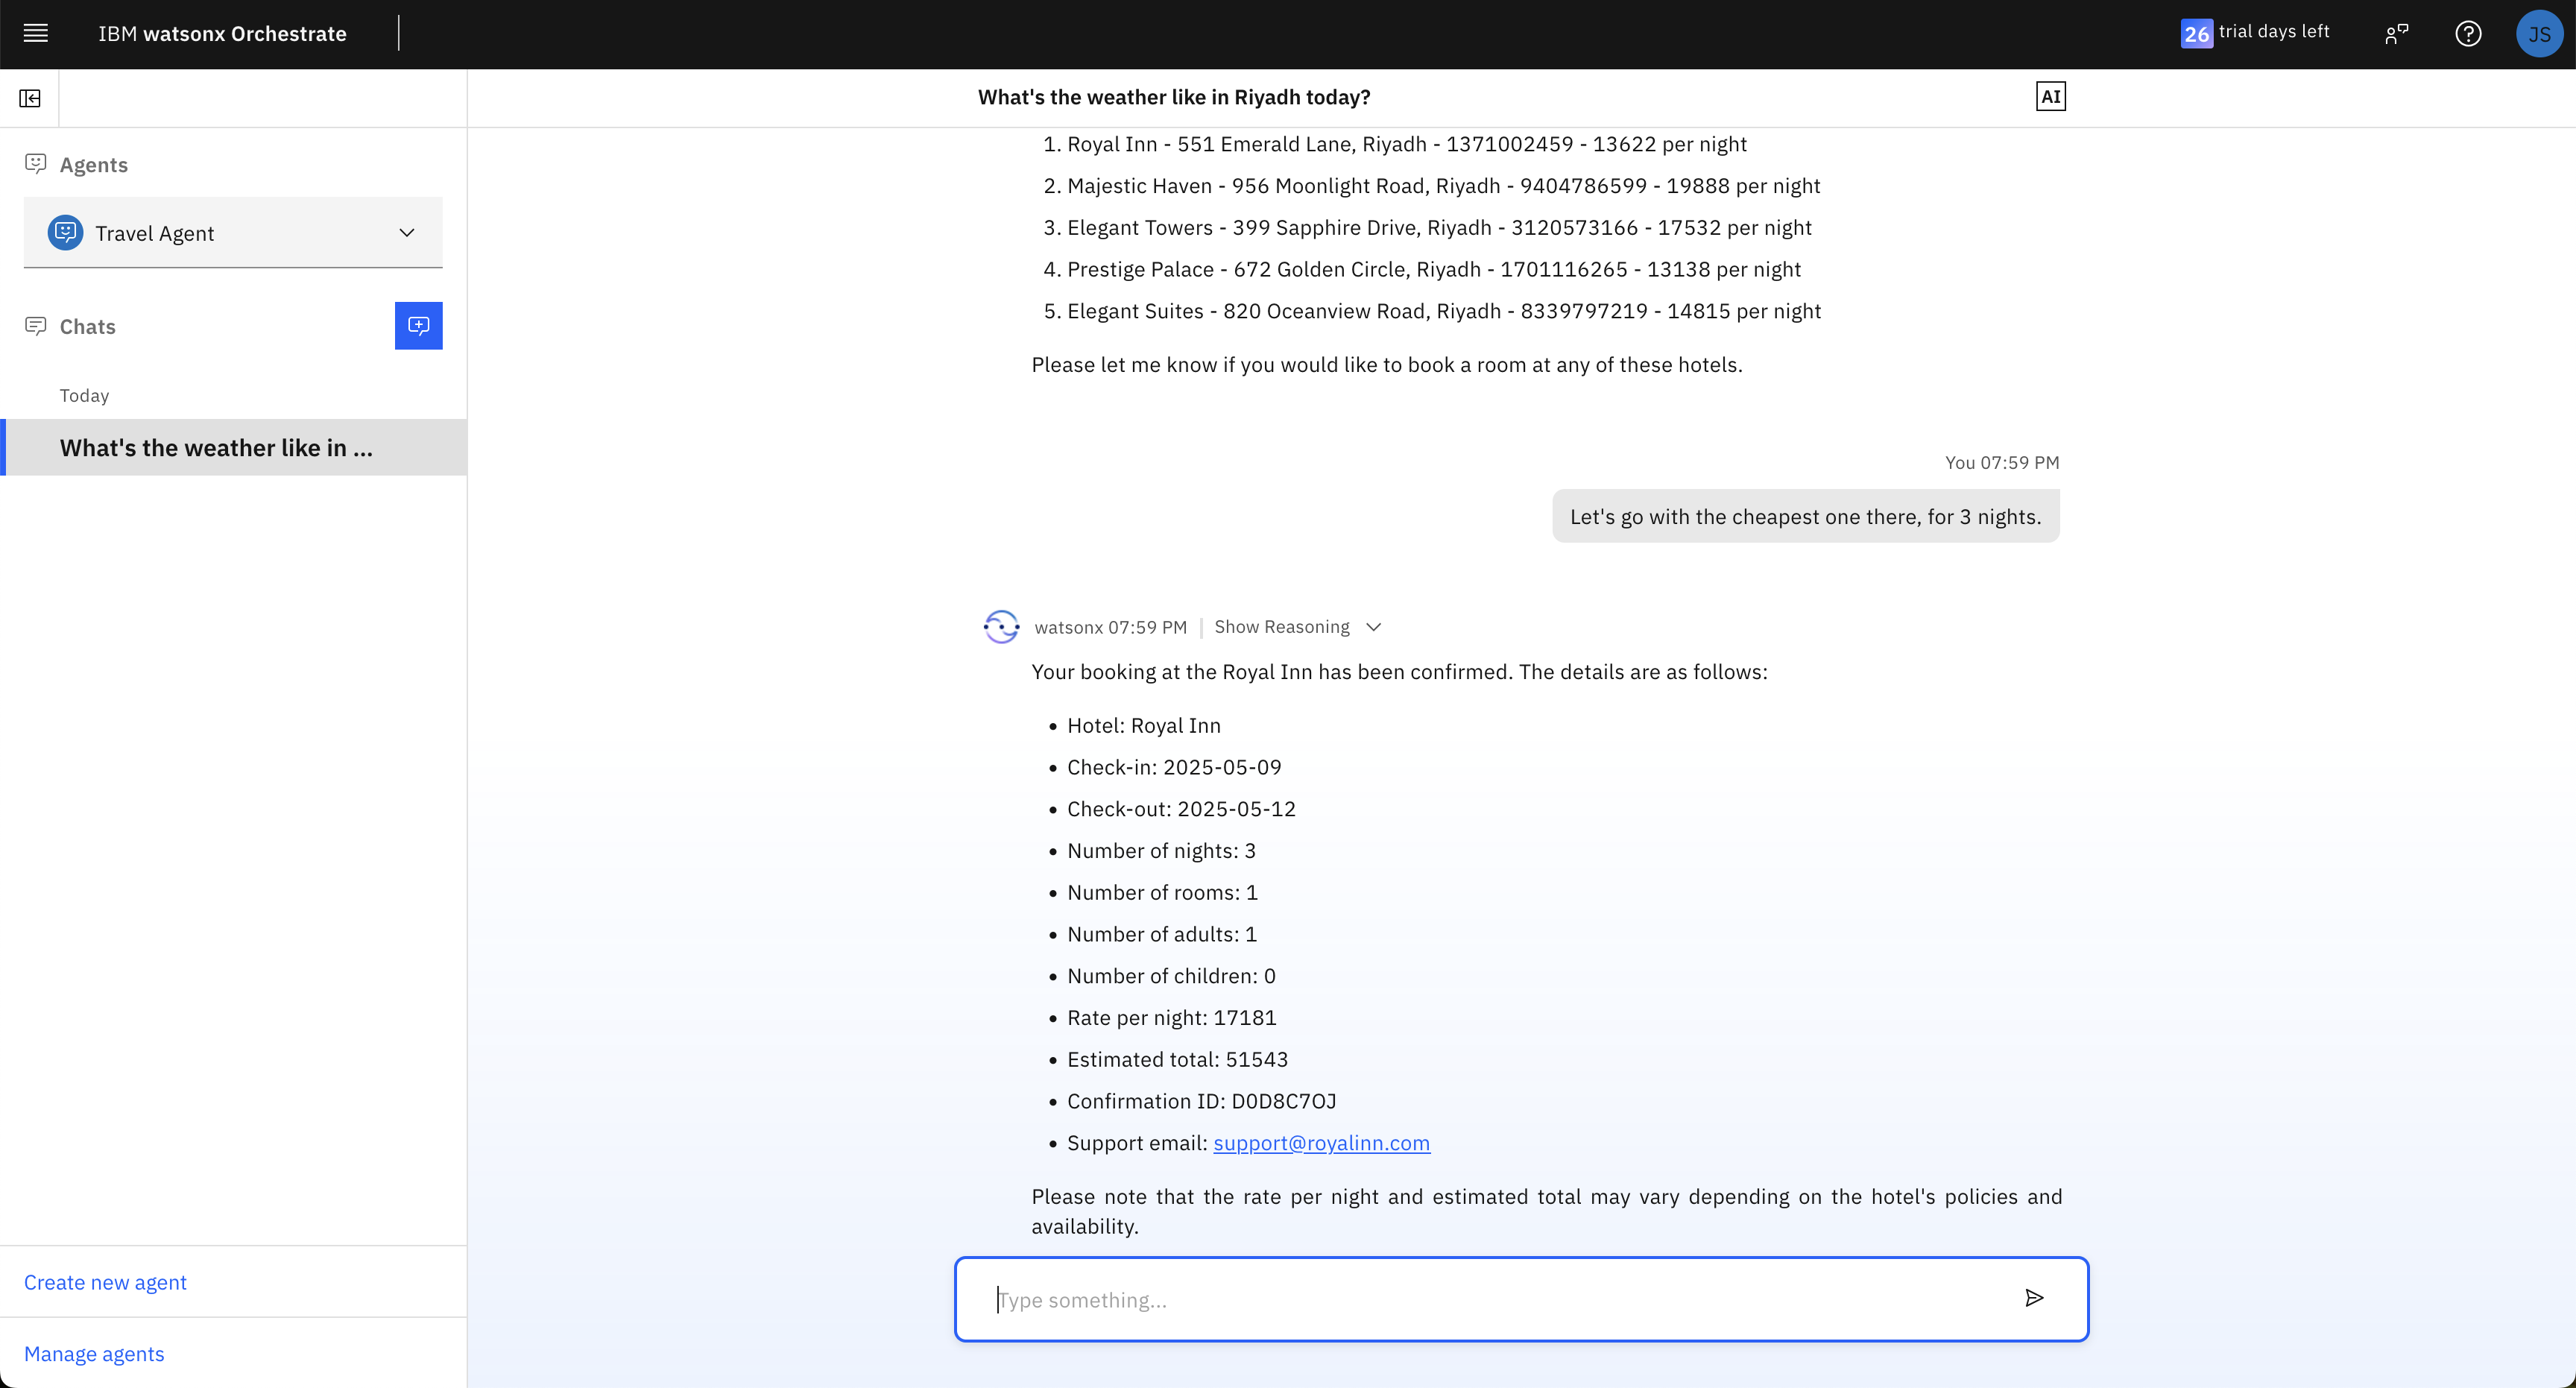 IBM watsonx Orchestrate
26 trial days left
JS
What's the weather like in Riyadh today?
AI
Agents
Travel Agent
Chats
Today
What's the weather like in ...
Create new agent
Manage agents
1. Royal Inn - 551 Emerald Lane, Riyadh - 1371002459 - 13622 per night
2. Majestic Haven - 956 Moonlight Road, Riyadh - 9404786599 - 19888 per night
3. Elegant Towers - 399 Sapphire Drive, Riyadh - 3120573166 - 17532 per night
4. Prestige Palace - 672 Golden Circle, Riyadh - 1701116265 - 13138 per night
5. Elegant Suites - 820 Oceanview Road, Riyadh - 8339797219 - 14815 per night
Please let me know if you would like to book a room at any of these hotels.
You 07:59 PM
Let's go with the cheapest one there, for 3 nights.
watsonx 07:59 PM | Show Reasoning
Your booking at the Royal Inn has been confirmed. The details are as follows:
• Hotel: Royal Inn
• Check-in: 2025-05-09
• Check-out: 2025-05-12
• Number of nights: 3
• Number of rooms: 1
• Number of adults: 1
• Number of children: 0
• Rate per night: 17181
• Estimated total: 51543
• Confirmation ID: D0D8C7OJ
• Support email: support@royalinn.com
Please note that the rate per night and estimated total may vary depending on the hotel's policies and
availability.
Type something...